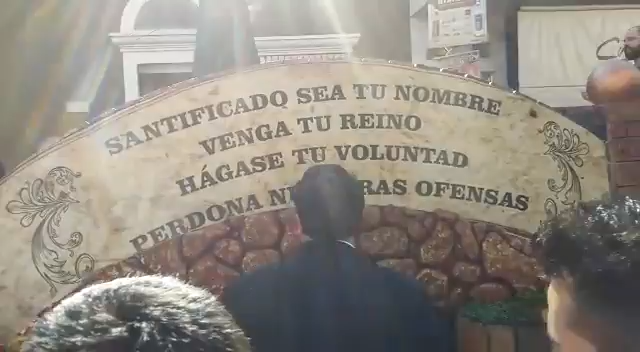 SANTIFICADO SEA TU NOMBRE
VENGA TU REINO
HÁGASE TU VOLUNTAD
PERDONA OFENSAS